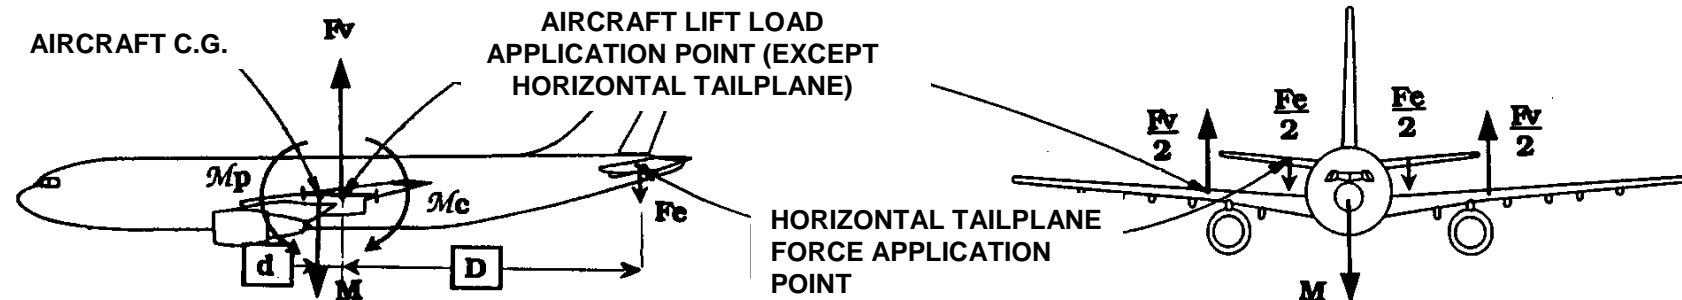 AIRCRAFT C.G.
Fv
AIRCRAFT LIFT LOAD
APPLICATION POINT (EXCEPT
HORIZONTAL TAILPLANE)
Mp
Mc
Fe
d
D
M
HORIZONTAL TAILPLANE
FORCE APPLICATION
POINT
Fv
2
Fe
2
Fe
2
Fv
2
M